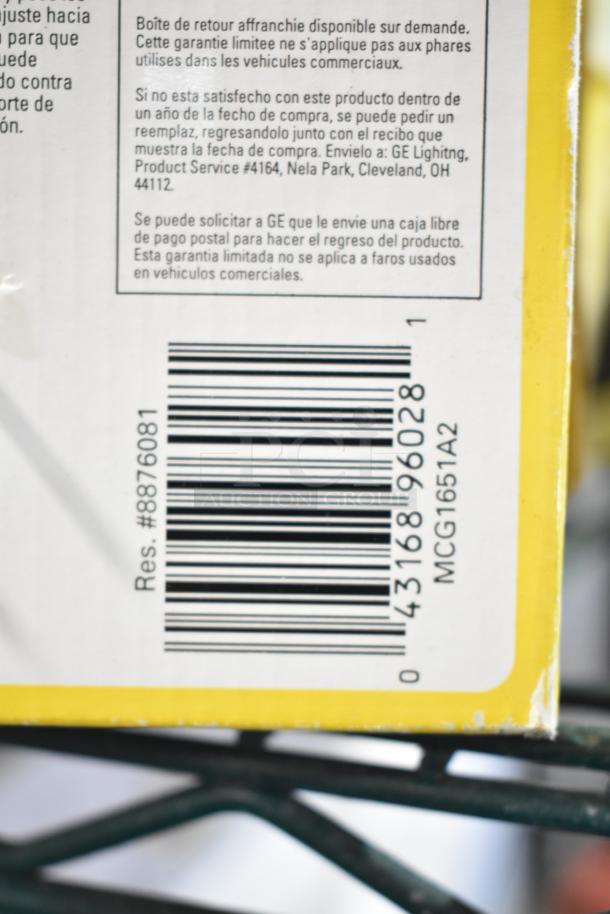 juste hacia
para que
uede
do contra
orte de
ón.
Boîte de retour affranchie disponible sur demande.
Cette garantie limitee ne s'applique pas aux phares
utilises dans les vehicules commerciaux.
Si no esta satisfecho con este producto dentro de
un año de la fecho de compra, se puede pedir un
reemplaz, regresandolo junto con el recibo que
muestra la fecha de compra. Envielo a: GE Lighitng,
Product Service #4164, Nela Park, Cleveland, OH
44112.
Se puede solicitar a GE que le envie una caja libre
de pago postal para hacer el regreso del producto.
Esta garantia limitada no se aplica a faros usados
en vehiculos comerciales.
Res. #8876081
0 43168 96028 1
MCG1651A2
PCI
AUCTION GROUP